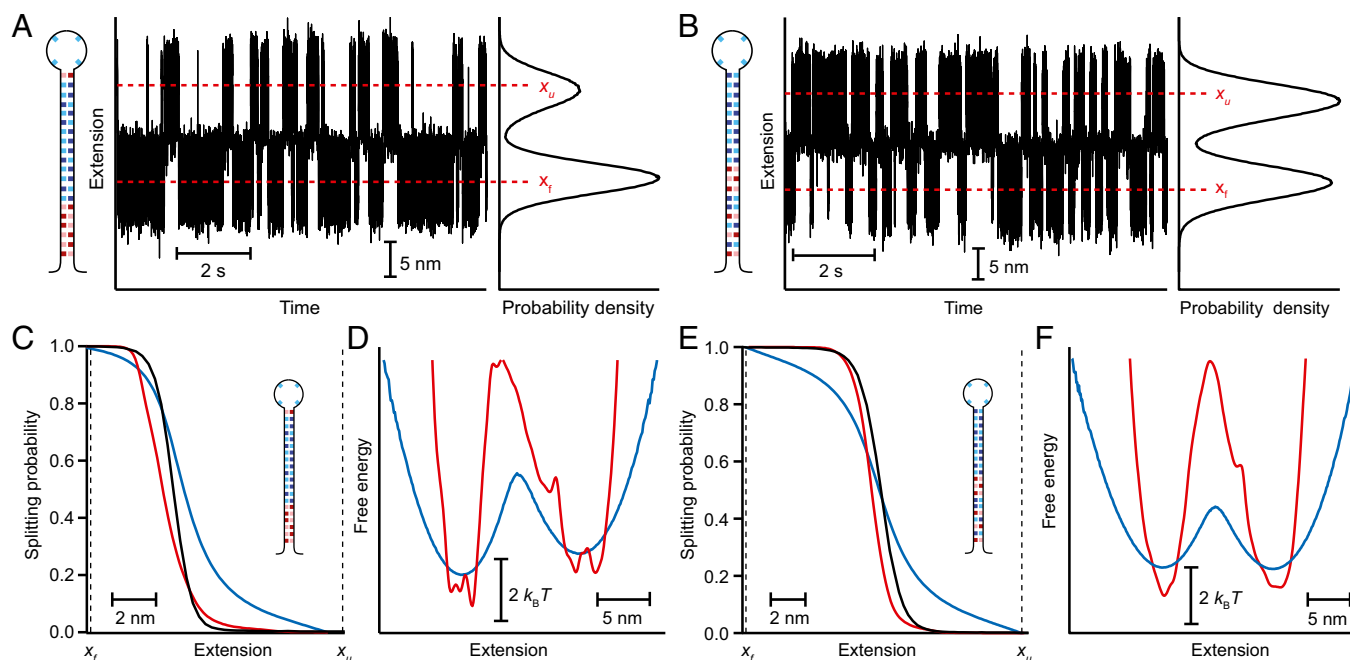 A
Extension
x_u
x_f
2 s
5 nm
Time
Probability density
B
Extension
x_u
x_f
2 s
5 nm
Time
Probability density
C
Splitting probability
1.0
0.8
0.6
0.4
0.2
0.0
2 nm
x_f
Extension
x_u
D
Free energy
2 k_BT
5 nm
Extension
E
Splitting probability
1.0
0.8
0.6
0.4
0.2
0.0
2 nm
x_f
Extension
x_u
F
Free energy
2 k_BT
5 nm
Extension